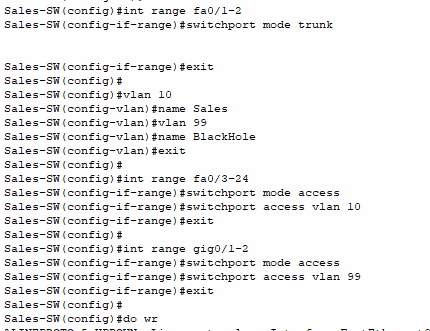 Sales-SW(config)#int range fa0/1-2
Sales-SW(config-if-range)#switchport mode trunk
Sales-SW(config-if-range)#exit
Sales-SW(config)#
Sales-SW(config)#vlan 10
Sales-SW(config-vlan)#name Sales
Sales-SW(config-vlan)#vlan 99
Sales-SW(config-vlan)#name BlackHole
Sales-SW(config-vlan)#exit
Sales-SW(config)#
Sales-SW(config)#int range fa0/3-24
Sales-SW(config-if-range)#switchport mode access
Sales-SW(config-if-range)#switchport access vlan 10
Sales-SW(config-if-range)#exit
Sales-SW(config)#
Sales-SW(config)#int range gig0/1-2
Sales-SW(config-if-range)#switchport mode access
Sales-SW(config-if-range)#switchport access vlan 99
Sales-SW(config-if-range)#exit
Sales-SW(config)#
Sales-SW(config)#do wr